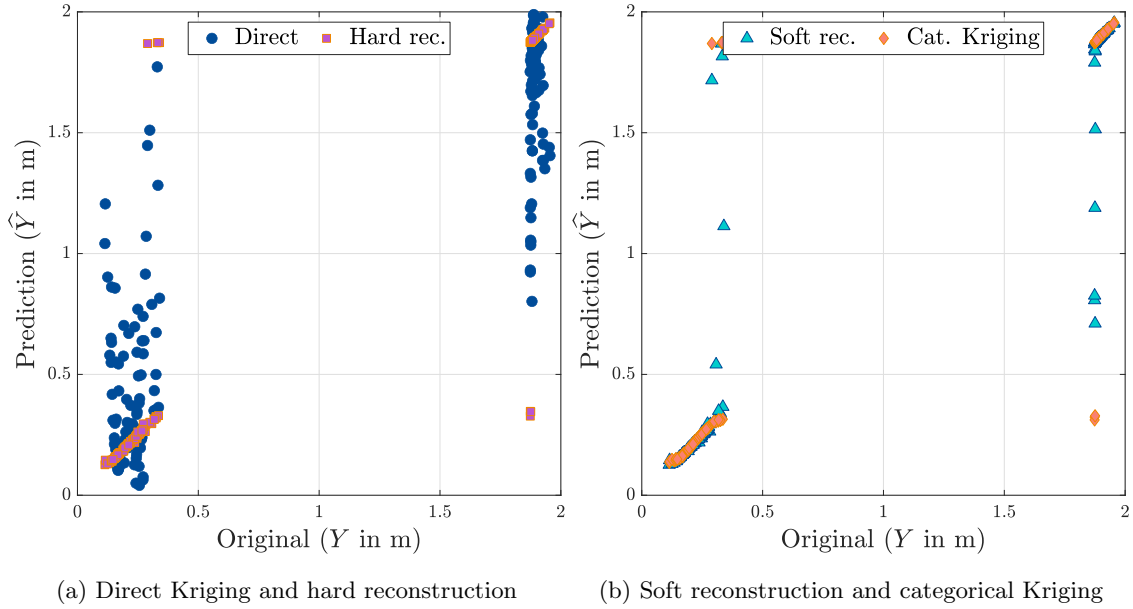 Direct Hard rec.
2
1.5
1
0.5
0
0 0.5 1 1.5 2
Prediction (Ŷ in m)
Original (Y in m)
(a) Direct Kriging and hard reconstruction
Soft rec. Cat. Kriging
2
1.5
1
0.5
0
0 0.5 1 1.5 2
Prediction (Ŷ in m)
Original (Y in m)
(b) Soft reconstruction and categorical Kriging